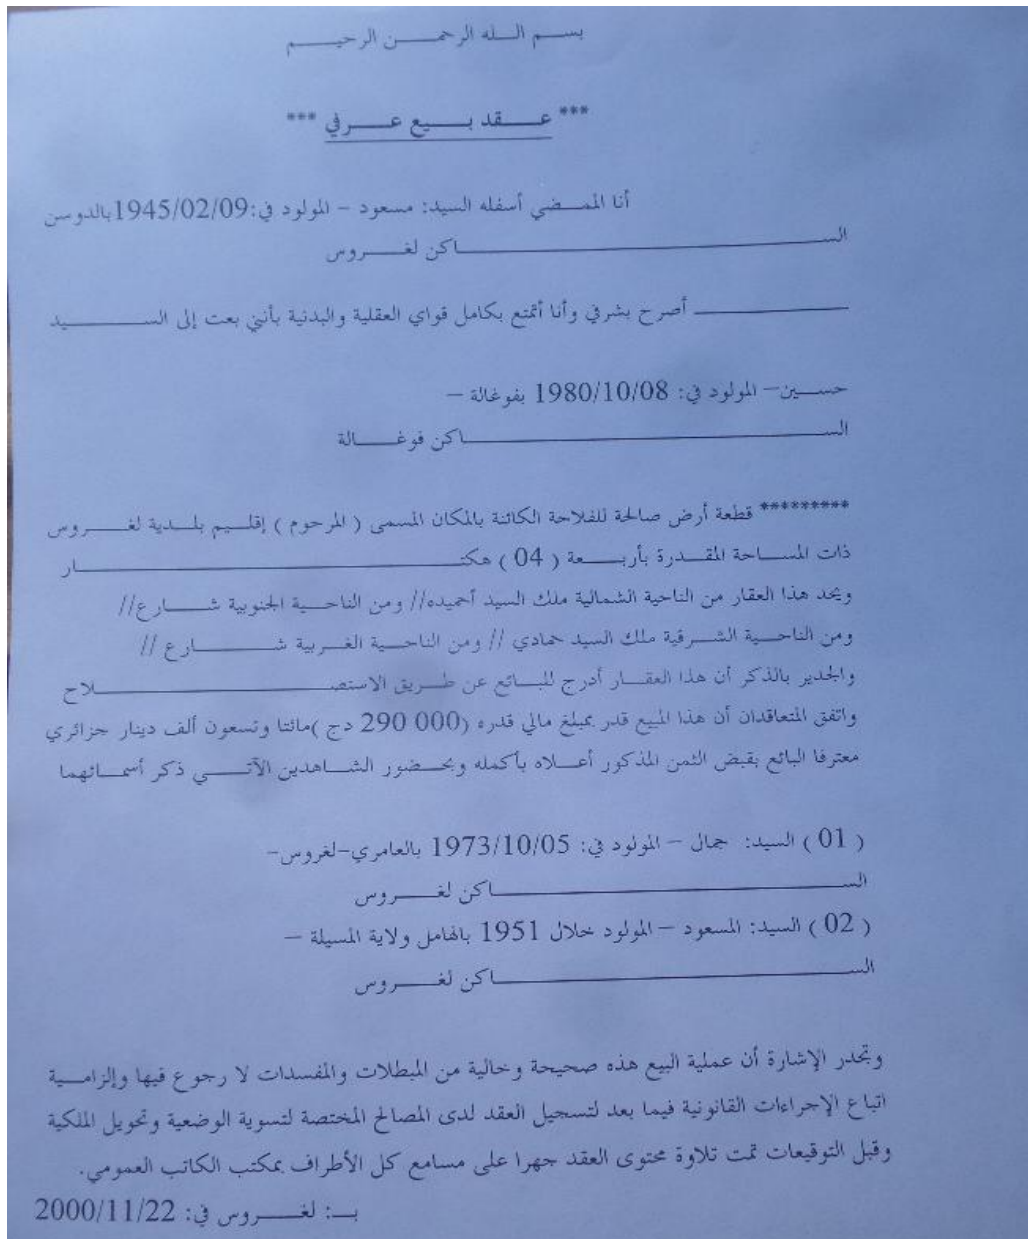 بسم الله الرحمن الرحيم
*** عقد بيع عرفي ***
أنا الممضي أسفله السيد: مسعود – المولود في:1945/02/09 بالدوسن
الساكن لغروس
أصرح بشرفي وأنا أتمتع بكامل قواي العقلية والبدنية بأنني بعت إلى السيد
حسين– المولود في: 1980/10/08 بفوغالة –
الساكن فوغالة
********* قطعة أرض صالحة للفلاحة الكائنة بالمكان المسمى ( المرحوم ) إقليم بلدية لغروس
ذات المساحة المقدرة بأربعة ( 04 ) هكتار
ويحد هذا العقار من الناحية الشمالية ملك السيد أحميده// ومن الناحية الجنوبية شارع//
ومن الناحية الشرقية ملك السيد حمادي // ومن الناحية الغربية شارع //
والجدير بالذكر أن هذا العقار أدرج للبائع عن طريق الاستصلاح
واتفق المتعاقدان أن هذا المبيع قدر بمبلغ مالي قدره (000 290 دج )مائتا وتسعون ألف دينار جزائري
معترفا البائع بقبض الثمن المذكور أعلاه بأكمله وبحضور الشاهدين الآتي ذكر أسمائهما
( 01 ) السيد: جمال – المولود في: 1973/10/05 بالعامري-لغروس-
الساكن لغروس
( 02 ) السيد: المسعود – المولود خلال 1951 بالهامل ولاية المسيلة –
الساكن لغروس
وتجدر الإشارة أن عملية البيع هذه صحيحة وخالية من المبطلات والمفسدات لا رجوع فيها وإلزامية
اتباع الإجراءات القانونية فيما بعد لتسجيل العقد لدى المصالح المختصة لتسوية الوضعية وتحويل الملكية
وقبل التوقيعات تمت تلاوة محتوى العقد جهرا على مسامع كل الأطراف بمكتب الكاتب العمومي.
بـ: لغروس في: 2000/11/22